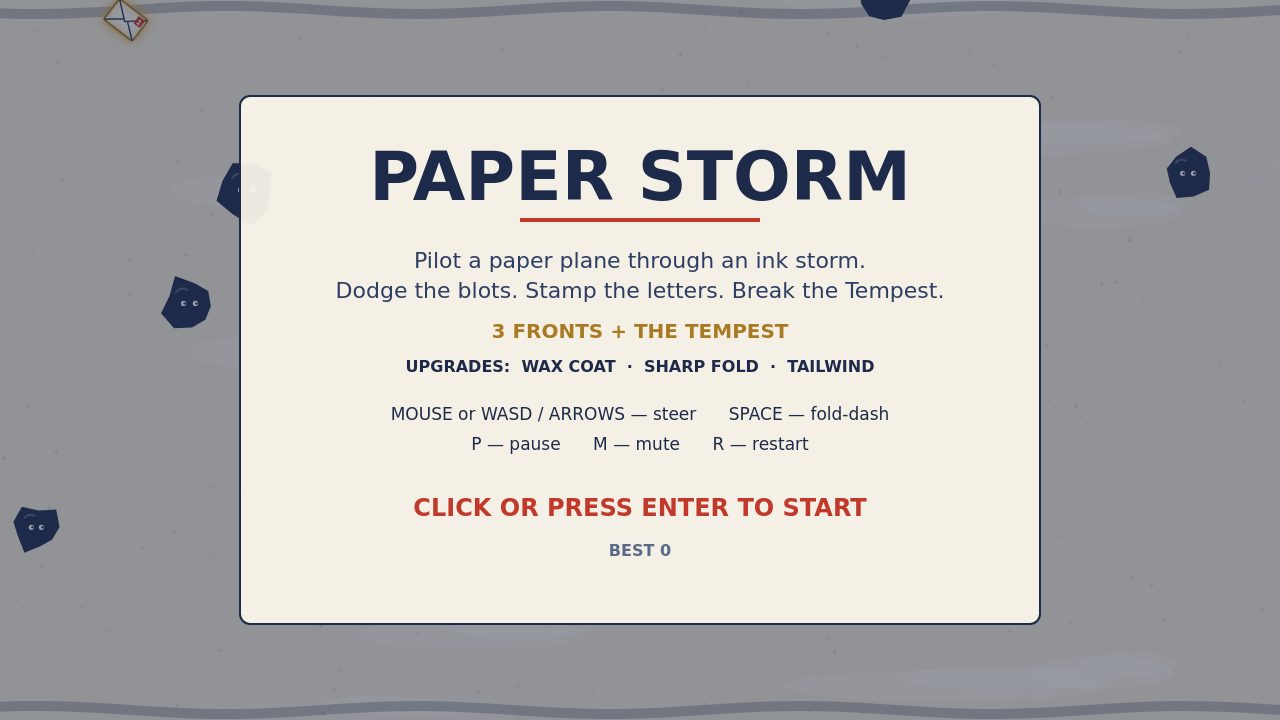 PAPER STORM
Pilot a paper plane through an ink storm.
Dodge the blots. Stamp the letters. Break the Tempest.
3 FRONTS + THE TEMPEST
UPGRADES:  WAX COAT  ·  SHARP FOLD  ·  TAILWIND
MOUSE or WASD / ARROWS — steer      SPACE — fold-dash
P — pause      M — mute      R — restart
CLICK OR PRESS ENTER TO START
BEST 0